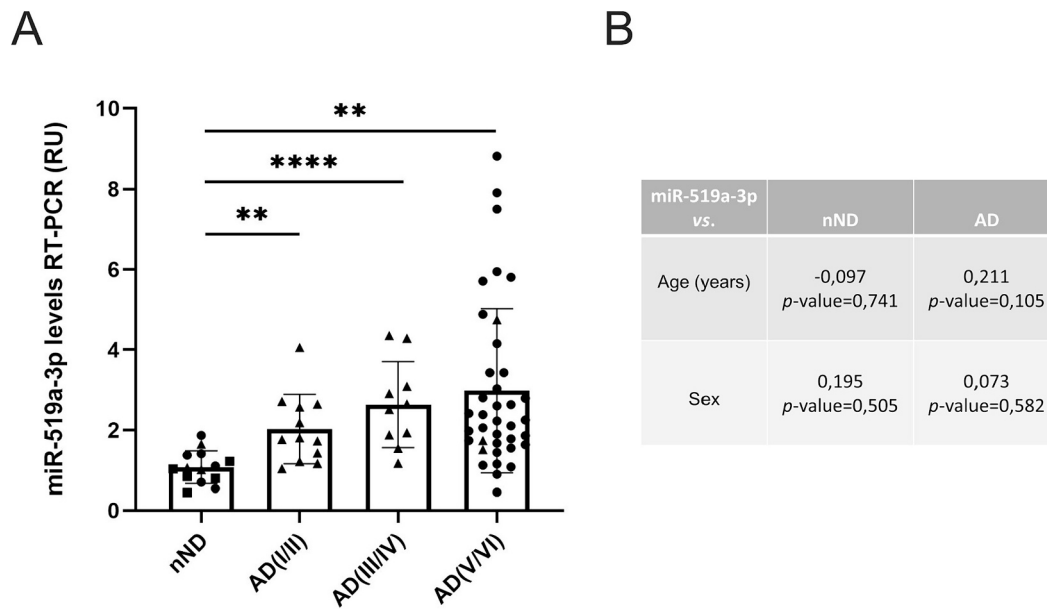 A
B
miR-519a-3p levels RT-PCR (RU)
10
8
6
4
2
0
**
****
**
nND
AD(I/II)
AD(III/IV)
AD(V/VI)
miR-519a-3p
vs.
nND
AD
Age (years)
-0,097
p-value=0,741
0,211
p-value=0,105
Sex
0,195
p-value=0,505
0,073
p-value=0,582